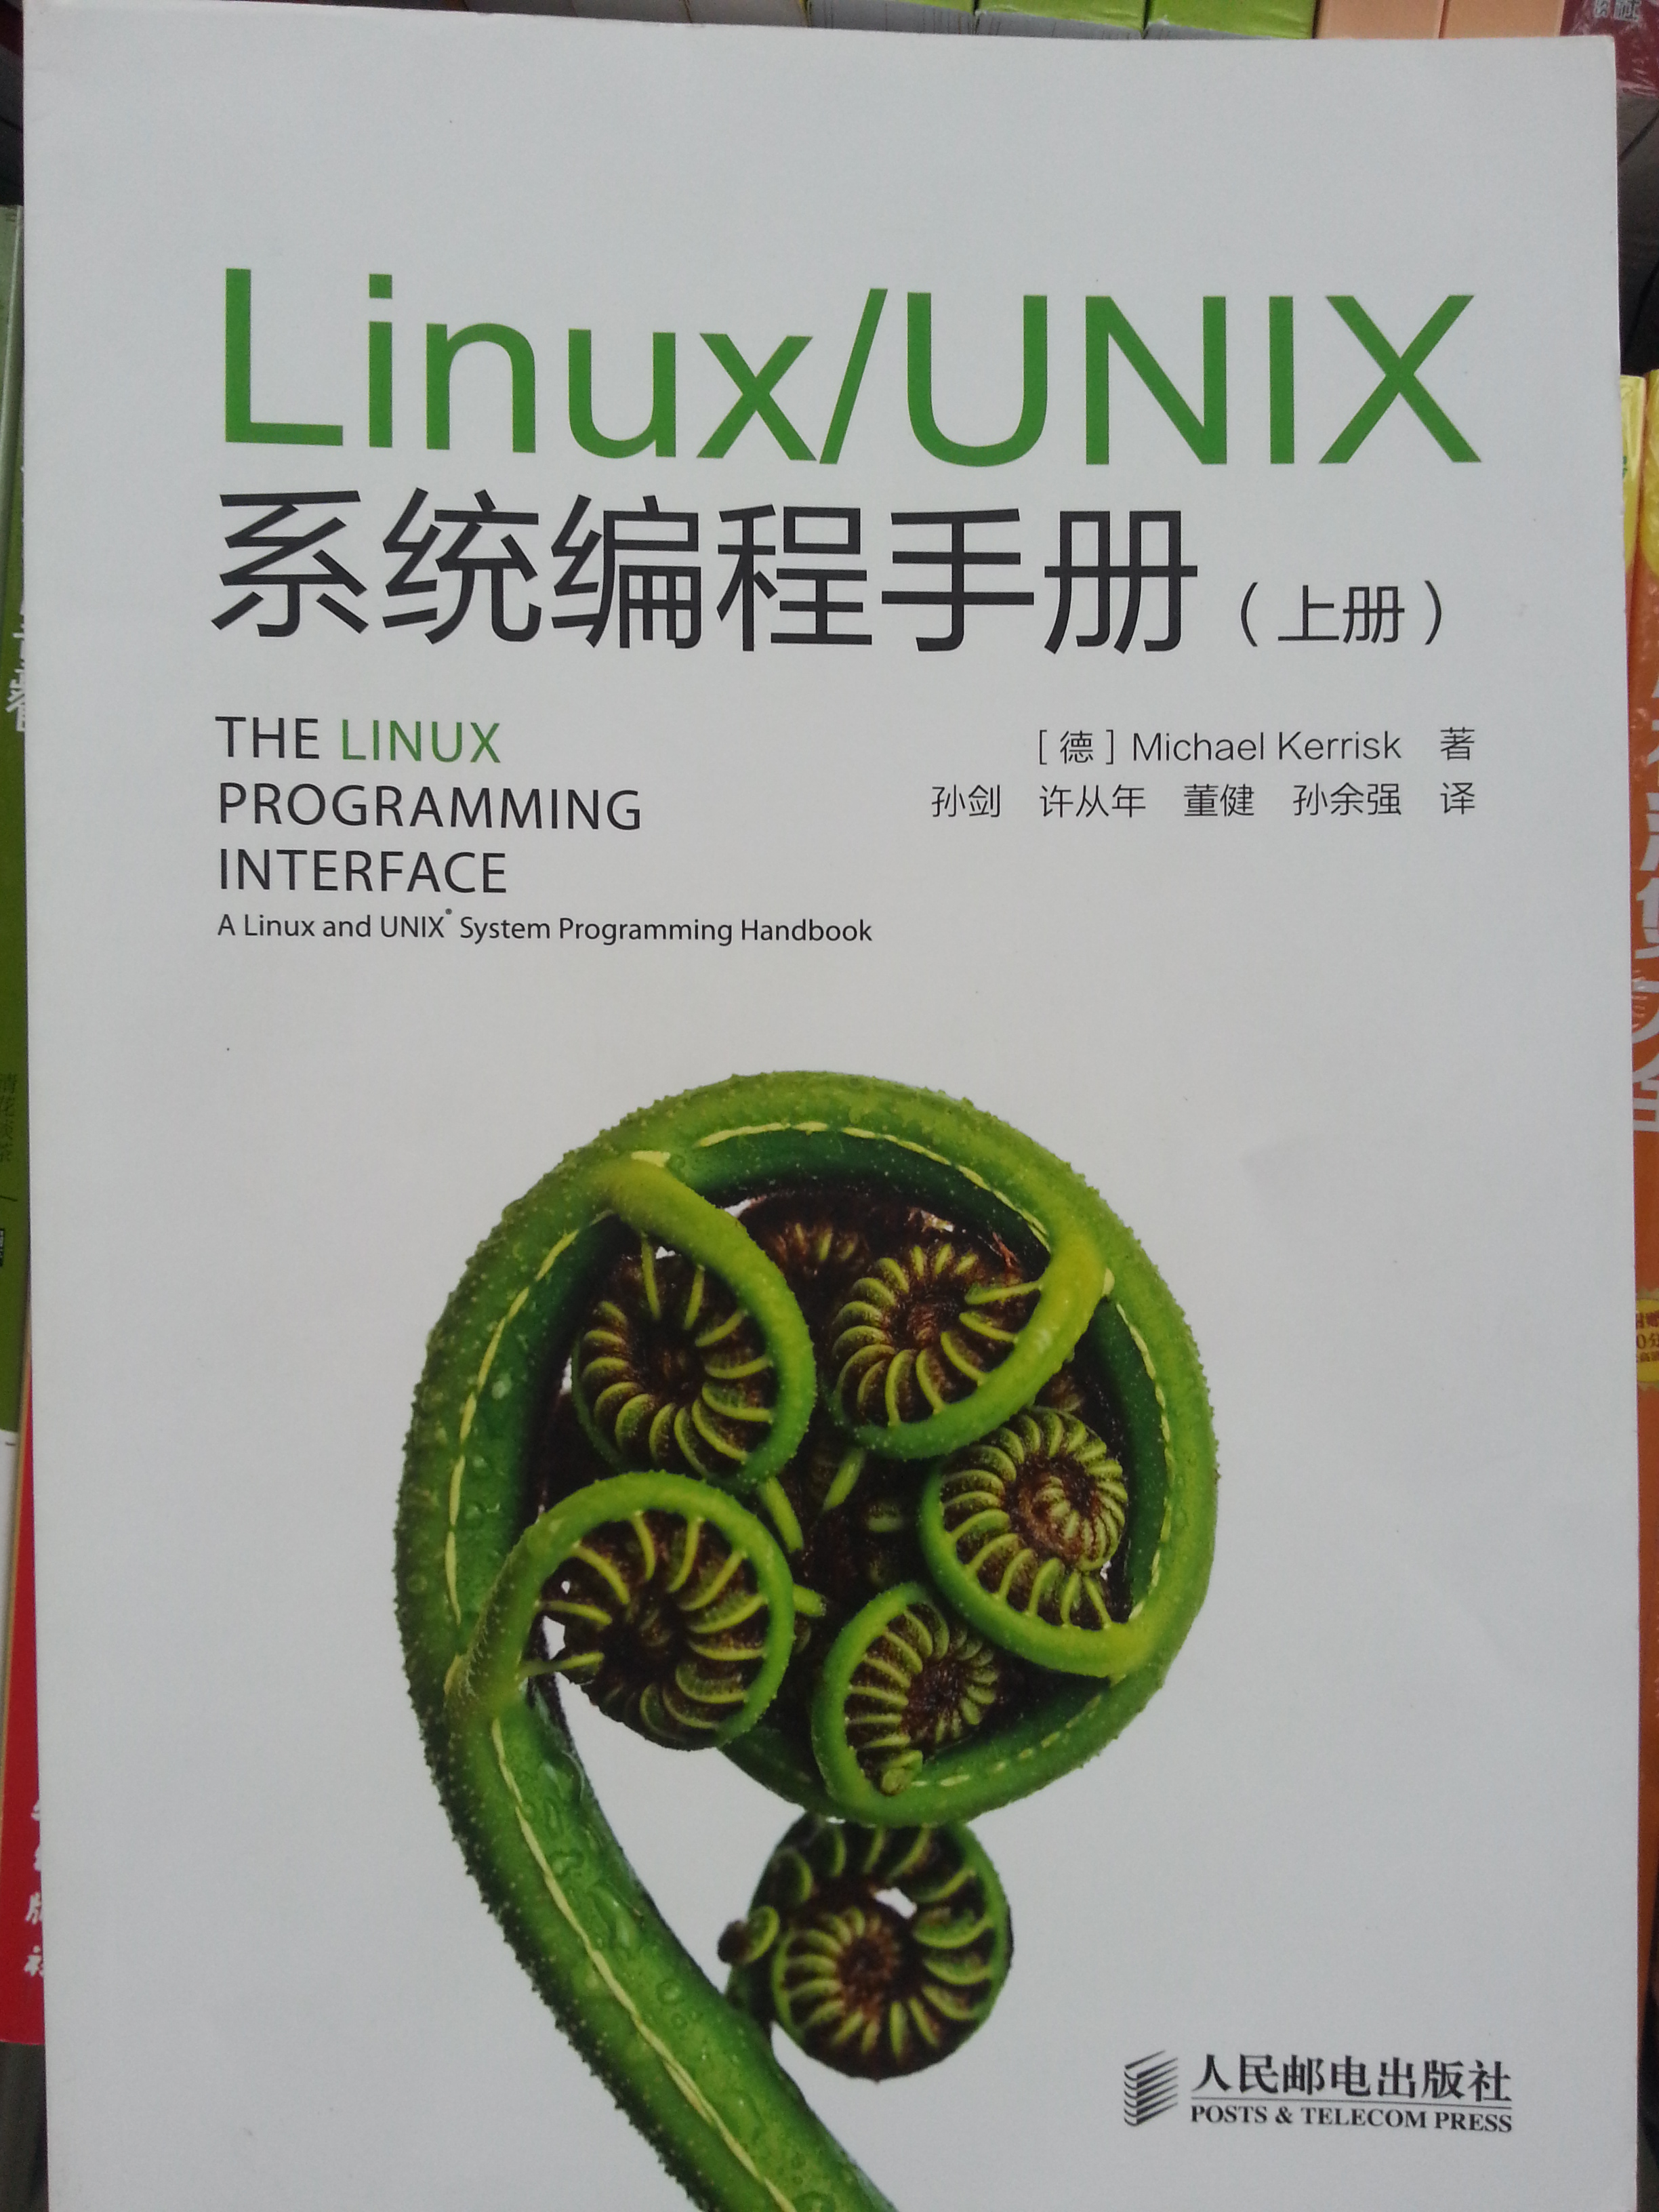 Linux/UNIX
系统编程手册（上册）
THE LINUX
PROGRAMMING
INTERFACE
A Linux and UNIX® System Programming Handbook
[德] Michael Kerrisk 著
孙剑 许从年 董健 孙余强 译
人民邮电出版社
POSTS & TELECOM PRESS